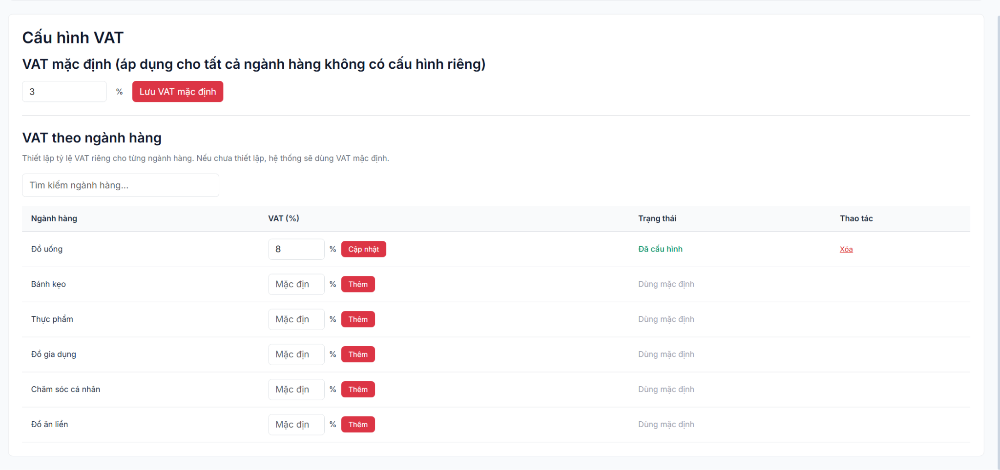 Cấu hình VAT
VAT mặc định (áp dụng cho tất cả ngành hàng không có cấu hình riêng)
3 % Lưu VAT mặc định
VAT theo ngành hàng
Thiết lập tỷ lệ VAT riêng cho từng ngành hàng. Nếu chưa thiết lập, hệ thống sẽ dùng VAT mặc định.
Tìm kiếm ngành hàng...
Ngành hàng VAT (%) Trạng thái Thao tác
Đồ uống 8 % Cập nhật Đã cấu hình Xóa
Bánh kẹo Mặc địn % Thêm Dùng mặc định
Thực phẩm Mặc địn % Thêm Dùng mặc định
Đồ gia dụng Mặc địn % Thêm Dùng mặc định
Chăm sóc cá nhân Mặc địn % Thêm Dùng mặc định
Đồ ăn liền Mặc địn % Thêm Dùng mặc định